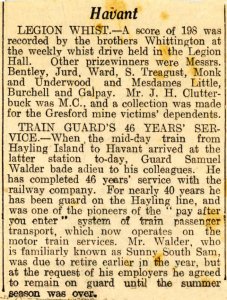 Havant
LEGION WHIST.—A score of 198 was
recorded by the brothers Whittington at
the weekly whist drive held in the Legion
Hall. Other prizewinners were Messrs.
Bentley, Jurd, Ward, S. Treagust, Monk
and Underwood and Mesdames Little,
Burchell and Galpay. Mr. J. H. Clutter-
buck was M.C., and a collection was made
for the Gresford mine victims' dependents.
TRAIN GUARD'S 46 YEARS' SER-
VICE.—When the mid-day train from
Hayling Island to Havant arrived at the
latter station to-day, Guard Samuel
Walder bade adieu to his colleagues. He
has completed 46 years' service with the
railway company. For nearly 40 years he
has been guard on the Hayling line, and
was one of the pioneers of the "pay after
you enter" system of train passenger
transport, which now operates on the
motor train services. Mr. Walder, who
is familiarly known as Sunny South Sam,
was due to retire earlier in the year, but
at the request of his employers he agreed
to remain on guard until the summer
season was over.